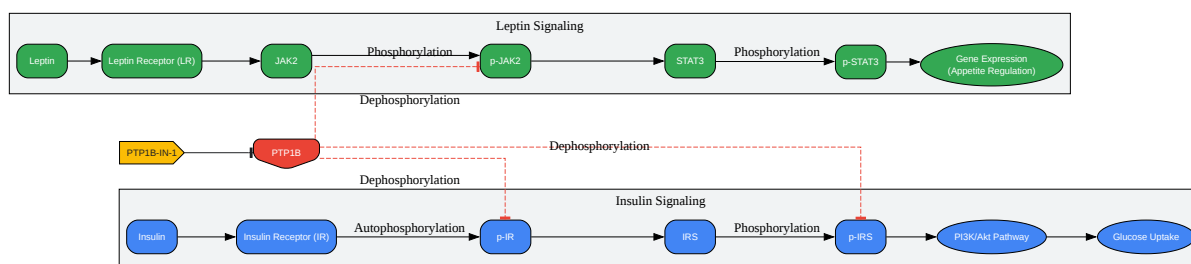 Leptin Signaling
Leptin
Leptin Receptor (LR)
JAK2
Phosphorylation
p-JAK2
STAT3
Phosphorylation
p-STAT3
Gene Expression
(Appetite Regulation)
Dephosphorylation
PTP1B-IN-1
PTP1B
Dephosphorylation
Dephosphorylation
Insulin Signaling
Insulin
Insulin Receptor (IR)
Autophosphorylation
p-IR
IRS
Phosphorylation
p-IRS
PI3K/Akt Pathway
Glucose Uptake